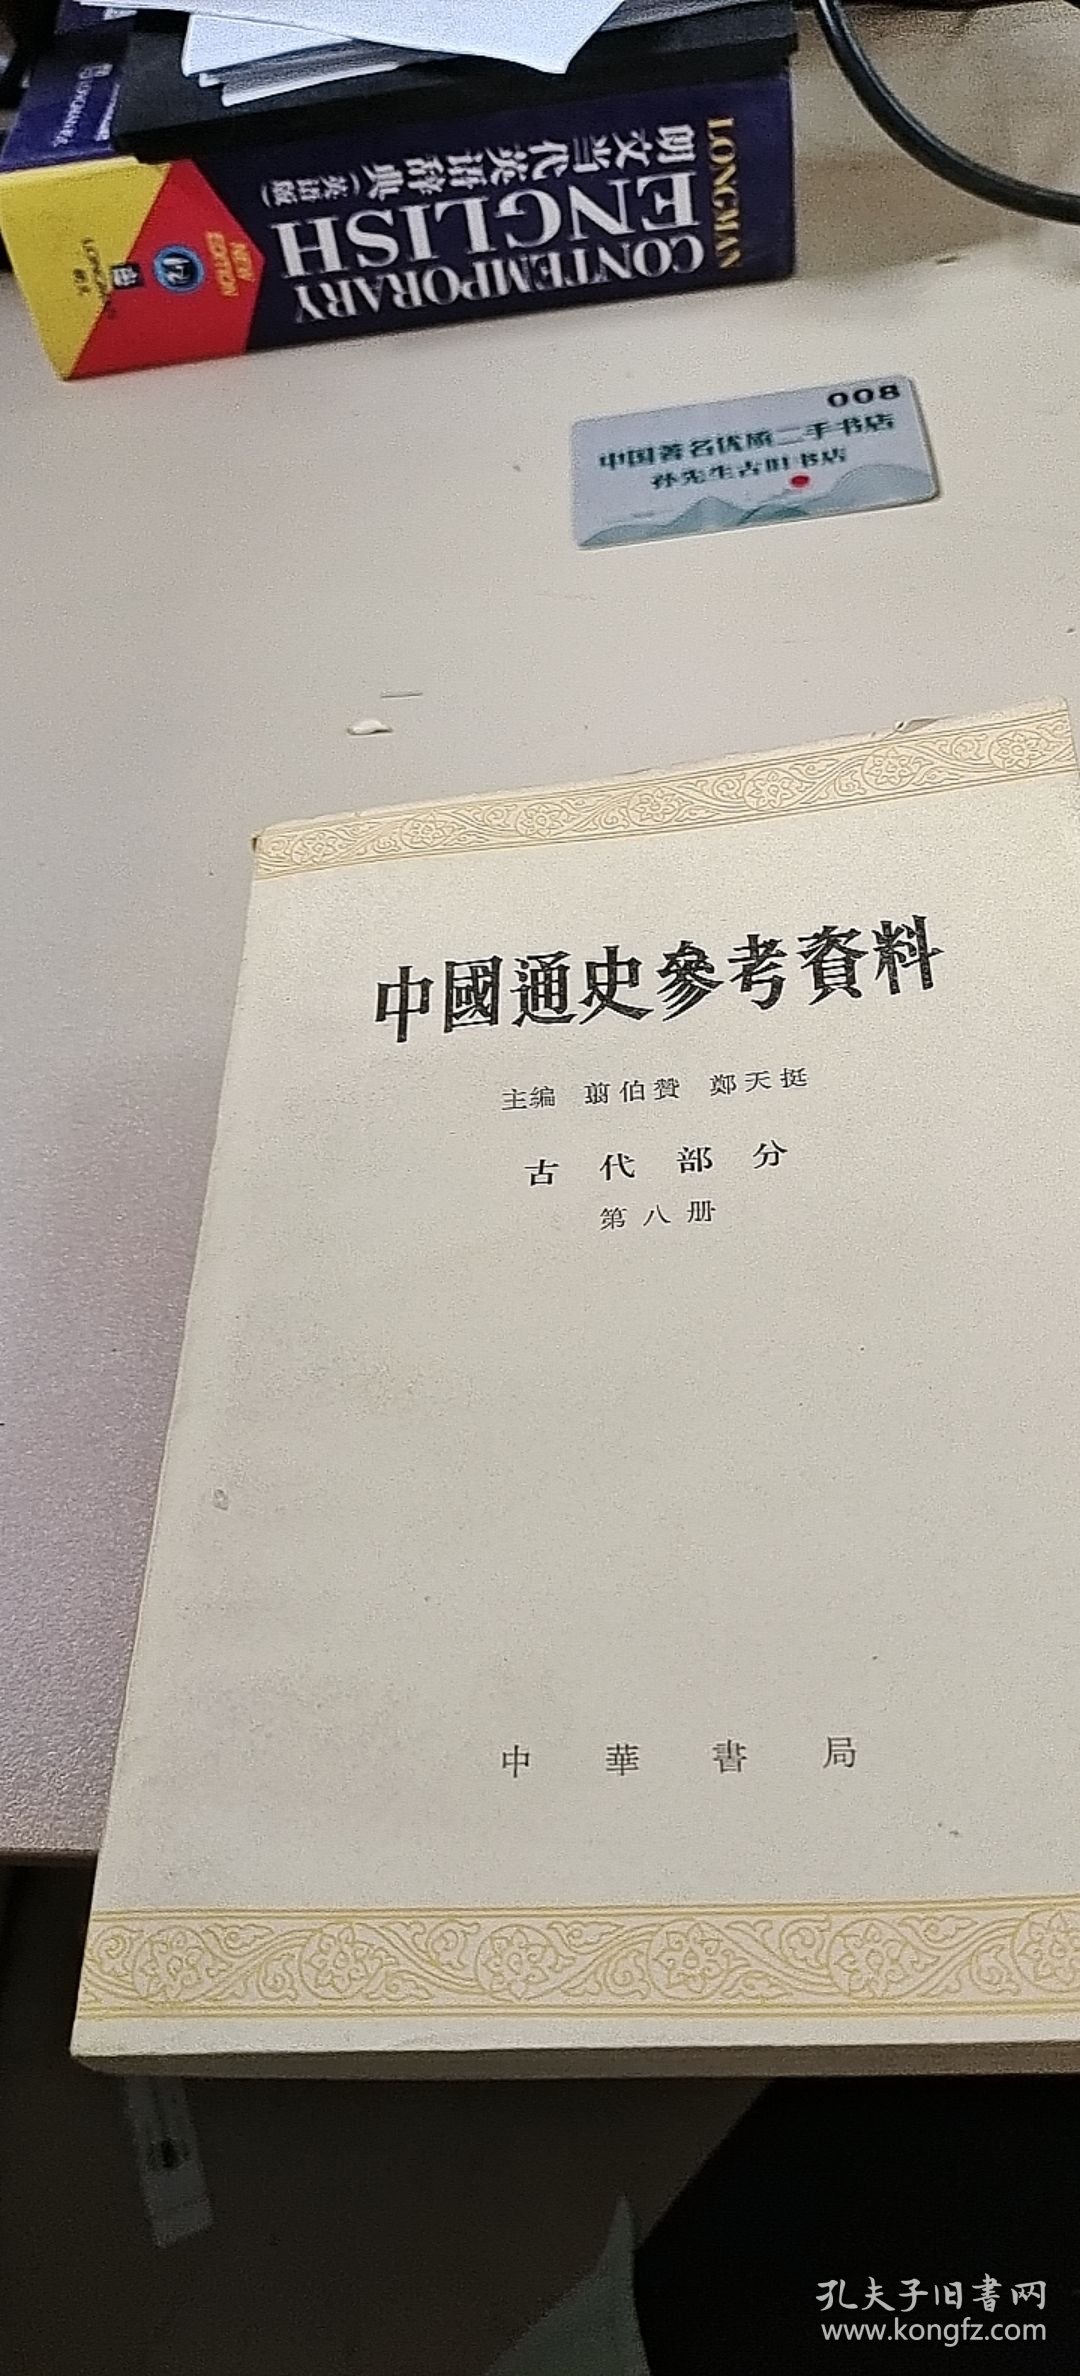 LONGMAN
CONTEMPORARY
ENGLISH
朗文当代英语辞典(英语版)
NEW
EDITION
008
中国著名优质二手书店
孙先生古旧书店
中國通史參考資料
主编 翦伯赞 鄭天挺
古代部分
第八册
中華書局
孔夫子旧書网
www.kongfz.com